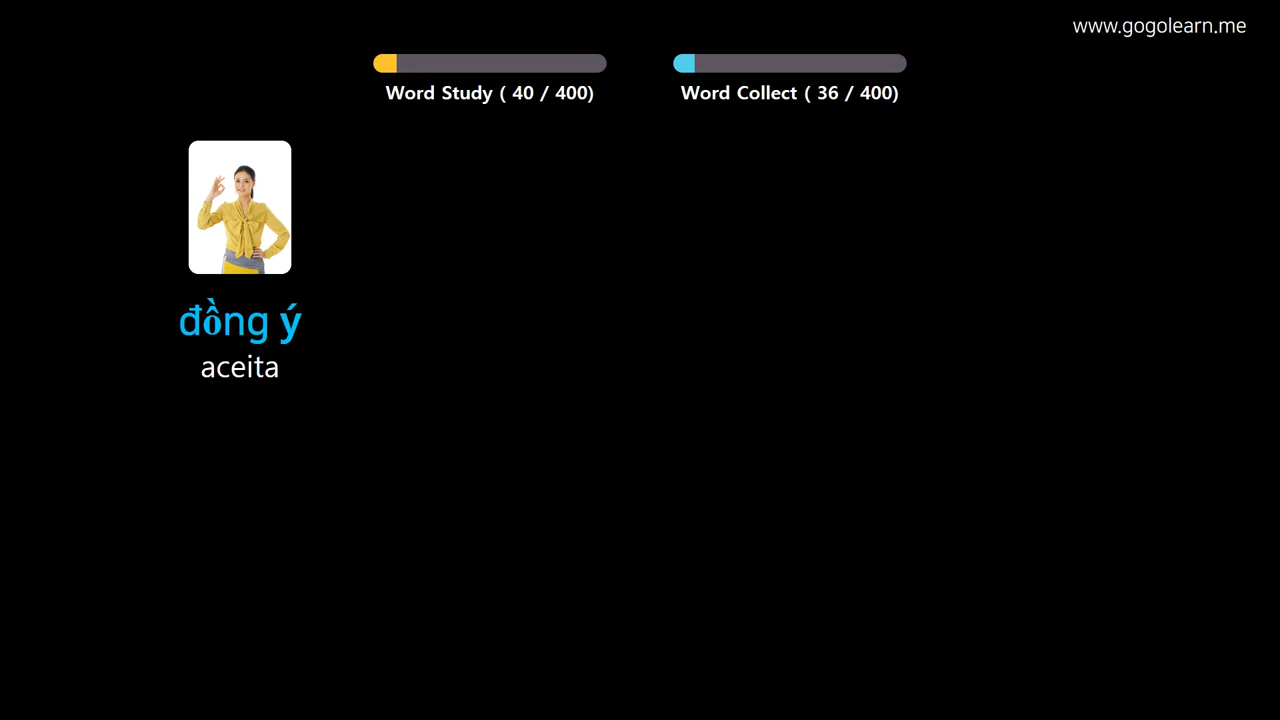 www.gogolearn.me
Word Study ( 40 / 400)
Word Collect ( 36 / 400)
đồng ý
aceita